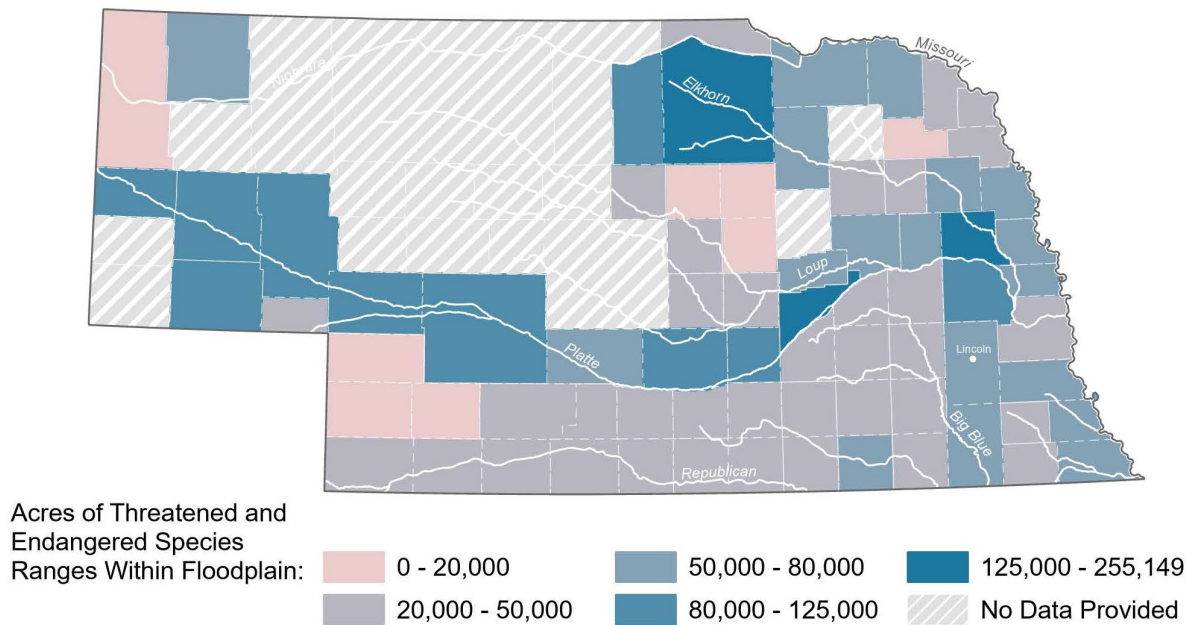 Missouri
Niobrara
Elkhorn
Loup
Platte
Lincoln
Big Blue
Republican
Acres of Threatened and
Endangered Species
Ranges Within Floodplain:
0 - 20,000
20,000 - 50,000
50,000 - 80,000
80,000 - 125,000
125,000 - 255,149
No Data Provided